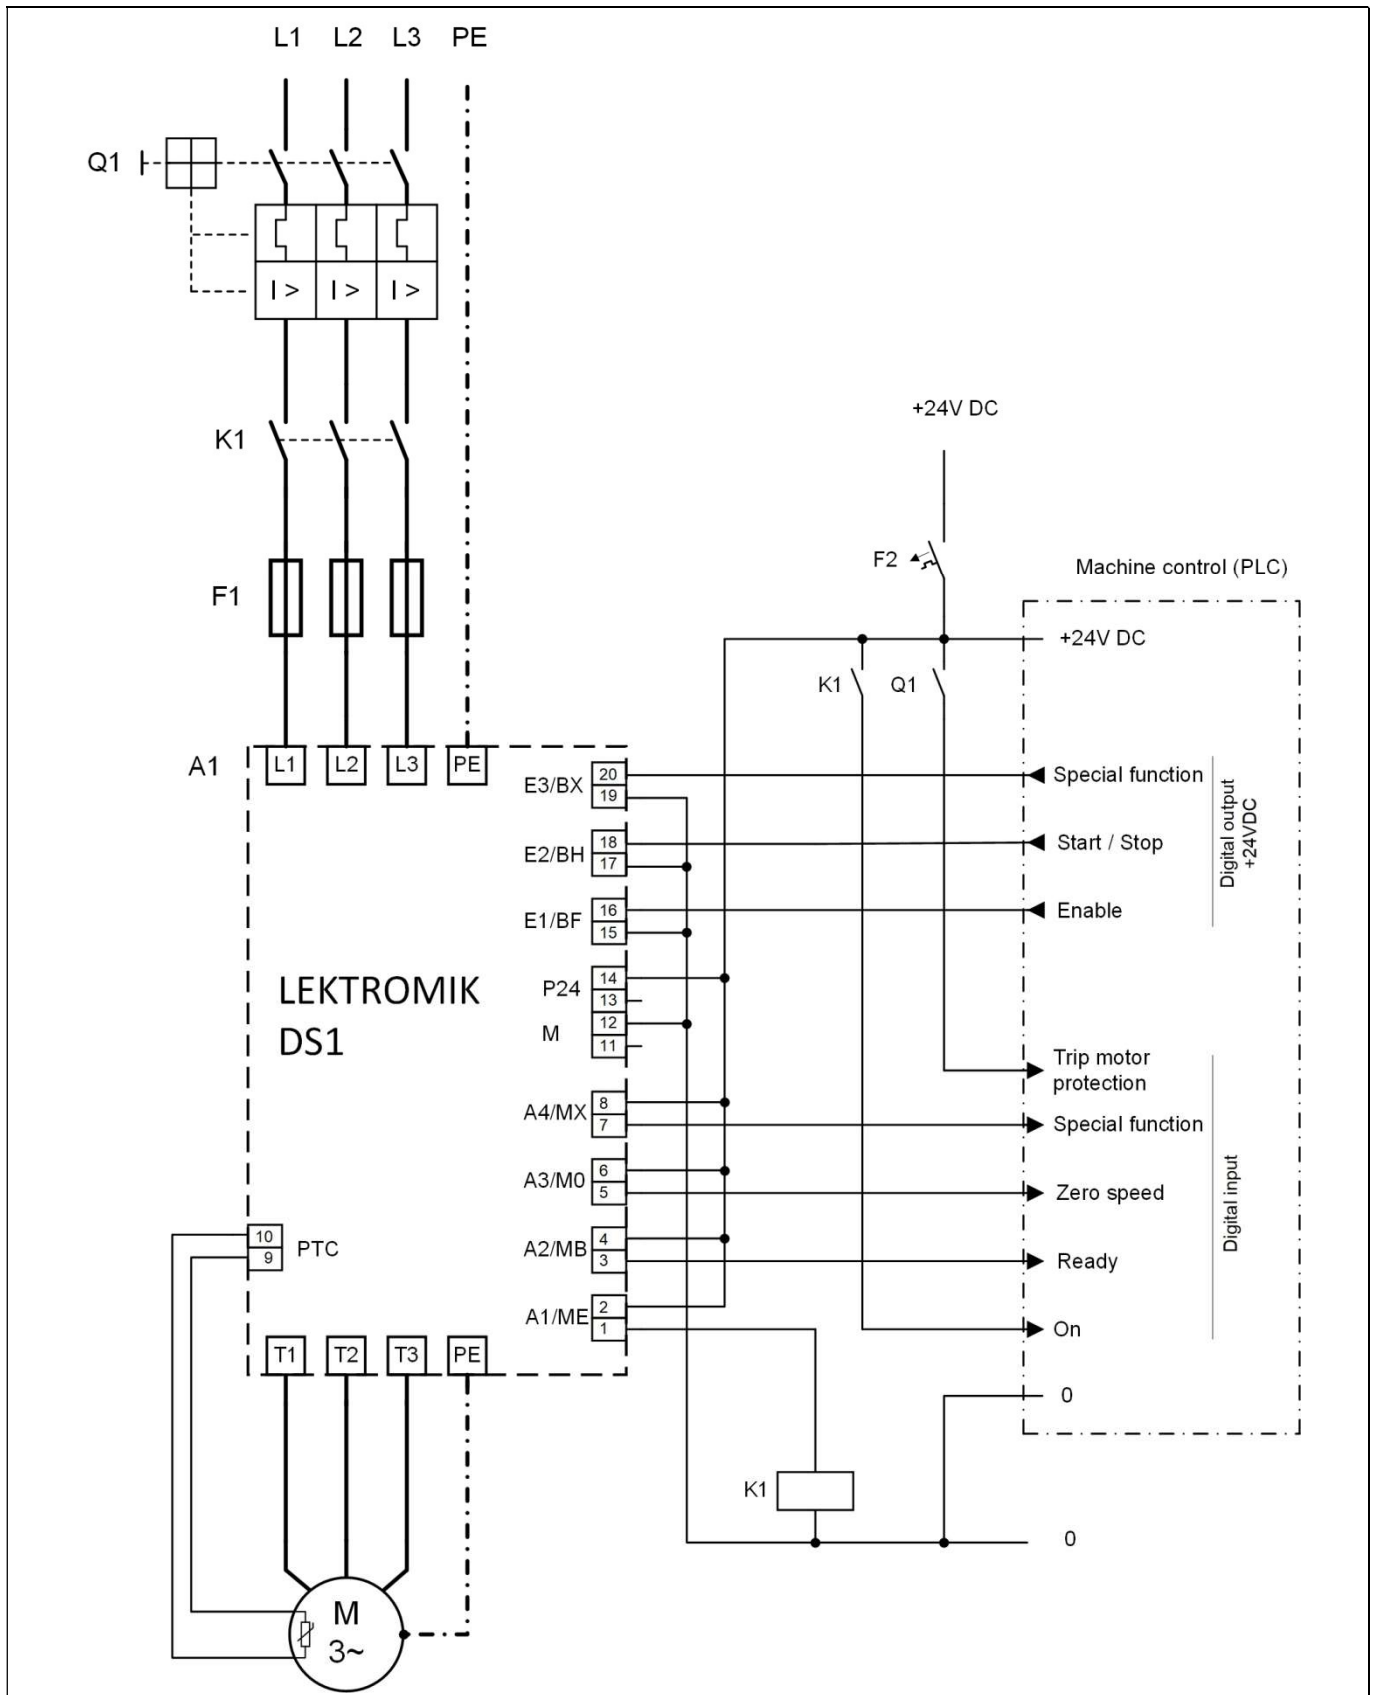 L1 L2 L3 PE
Q1
I > I > I >
K1
+24V DC
F2
Machine control (PLC)
F1
+24V DC
K1 Q1
A1 L1 L2 L3 PE
E3/BX 20
19
Special function
E2/BH 18
17
Start / Stop
Digital output
+24VDC
E1/BF 16
15
Enable
LEKTROMIK
DS1
P24 14
13
M 12
11
Trip motor
protection
A4/MX 8
7
Special function
A3/M0 6
5
Zero speed
Digital input
10
9
PTC
A2/MB 4
3
Ready
A1/ME 2
1
On
T1 T2 T3 PE
0
K1
0
M
3~